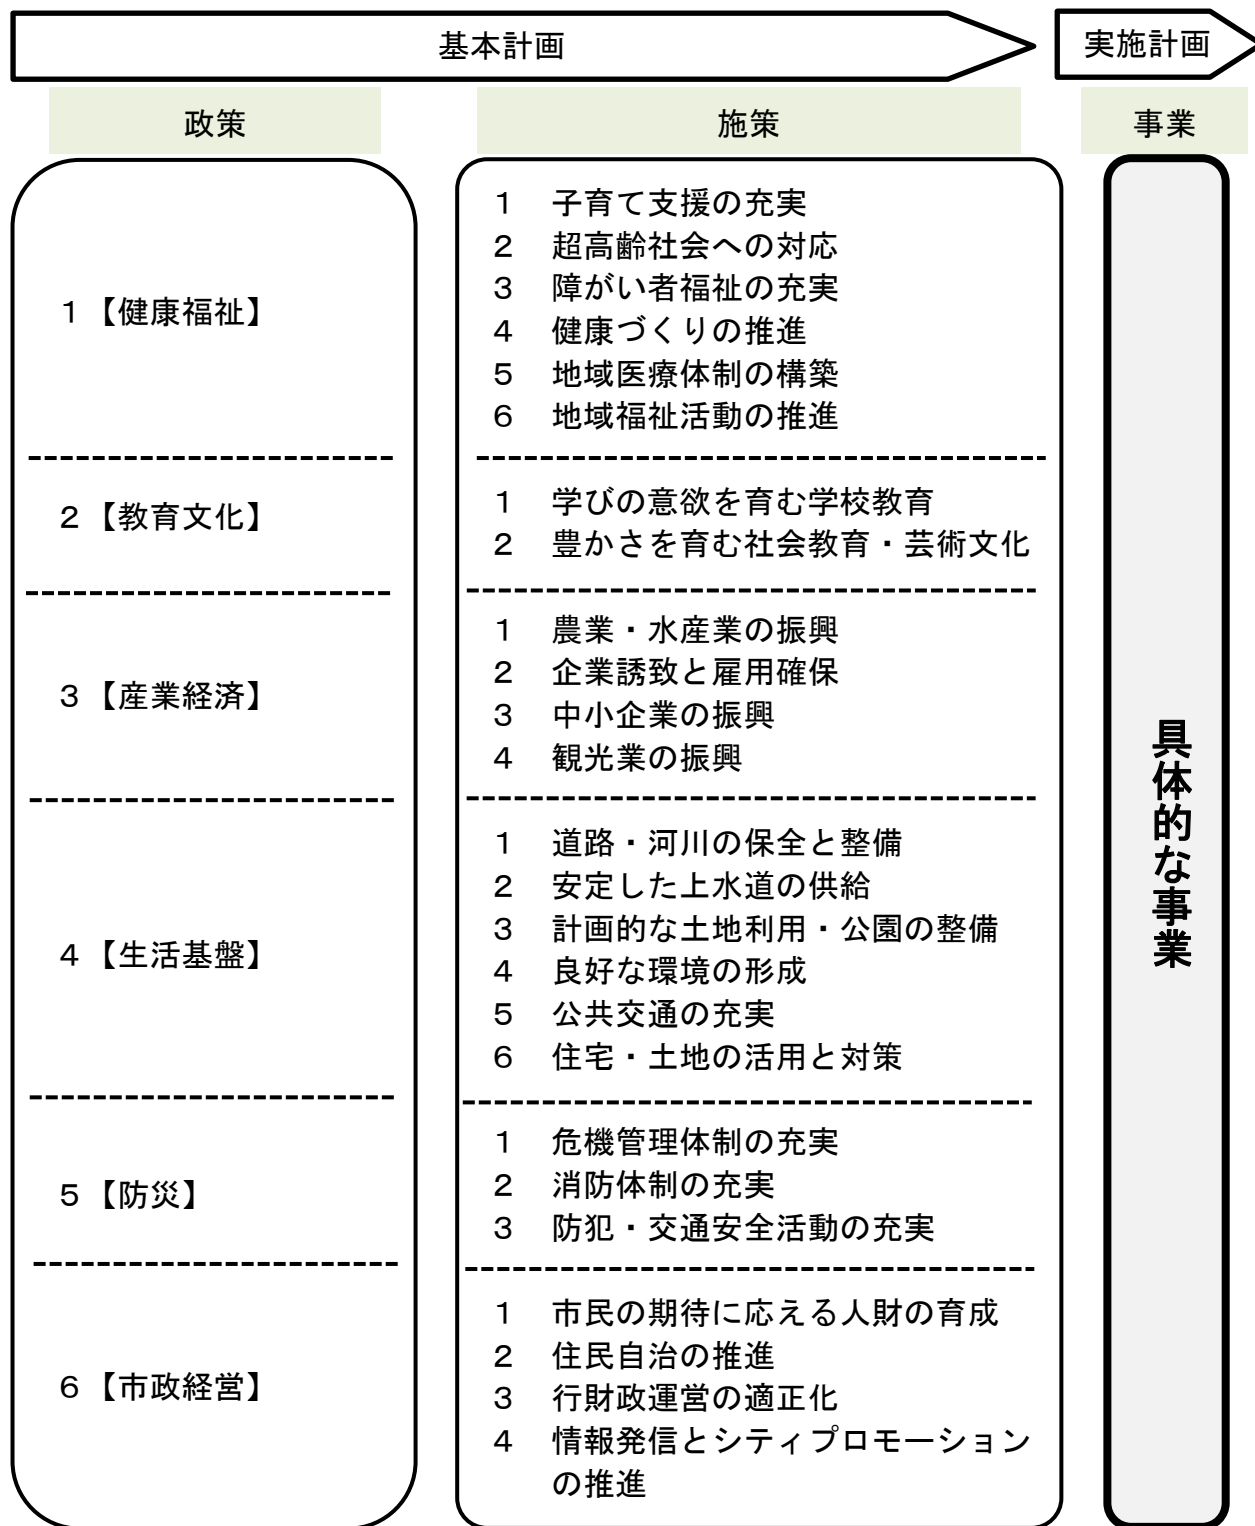 基本計画
実施計画
政策
施策
事業
１【健康福祉】
１　子育て支援の充実
２　超高齢社会への対応
３　障がい者福祉の充実
４　健康づくりの推進
５　地域医療体制の構築
６　地域福祉活動の推進
２【教育文化】
１　学びの意欲を育む学校教育
２　豊かさを育む社会教育・芸術文化
３【産業経済】
１　農業・水産業の振興
２　企業誘致と雇用確保
３　中小企業の振興
４　観光業の振興
４【生活基盤】
１　道路・河川の保全と整備
２　安定した上水道の供給
３　計画的な土地利用・公園の整備
４　良好な環境の形成
５　公共交通の充実
６　住宅・土地の活用と対策
５【防災】
１　危機管理体制の充実
２　消防体制の充実
３　防犯・交通安全活動の充実
６【市政経営】
１　市民の期待に応える人財の育成
２　住民自治の推進
３　行財政運営の適正化
４　情報発信とシティプロモーション
の推進
具体的な事業